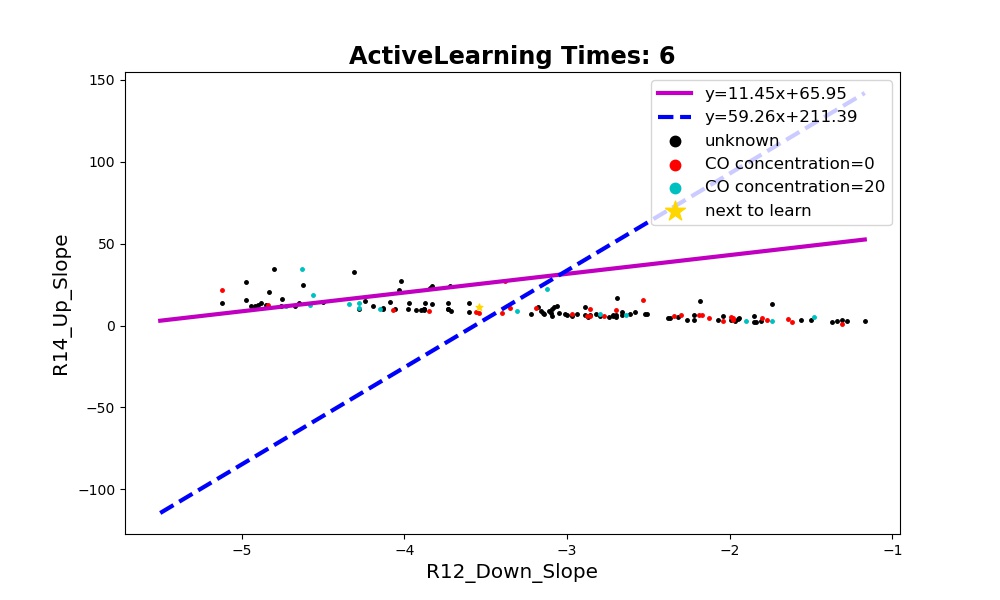 ActiveLearning Times: 6
y=11.45x+65.95
y=59.26x+211.39
unknown
CO concentration=0
CO concentration=20
next to learn
150
100
50
0
−50
−100
R14_Up_Slope
−5
−4
−3
−2
−1
R12_Down_Slope